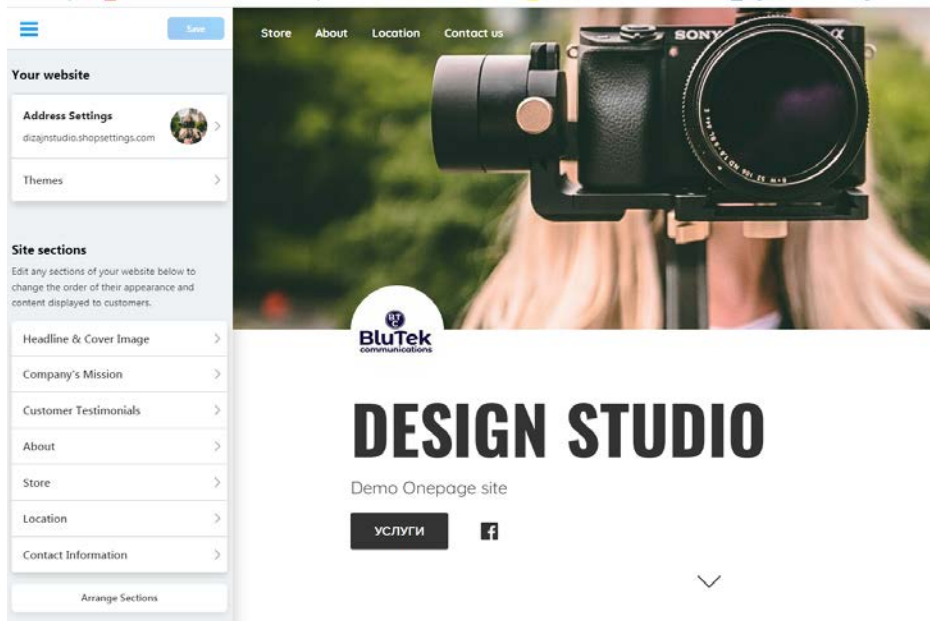 Save
Your website
Address Settings
dizajnstudio.shopsettings.com
Themes
Site sections
Edit any sections of your website below to
change the order of their appearance and
content displayed to customers.
Headline & Cover Image
Company's Mission
Customer Testimonials
About
Store
Location
Contact Information
Arrange Sections
Store About Location Contact us
SONY
α
BTC
BluTek
communications
DESIGN STUDIO
Demo Onepage site
УСЛУГИ